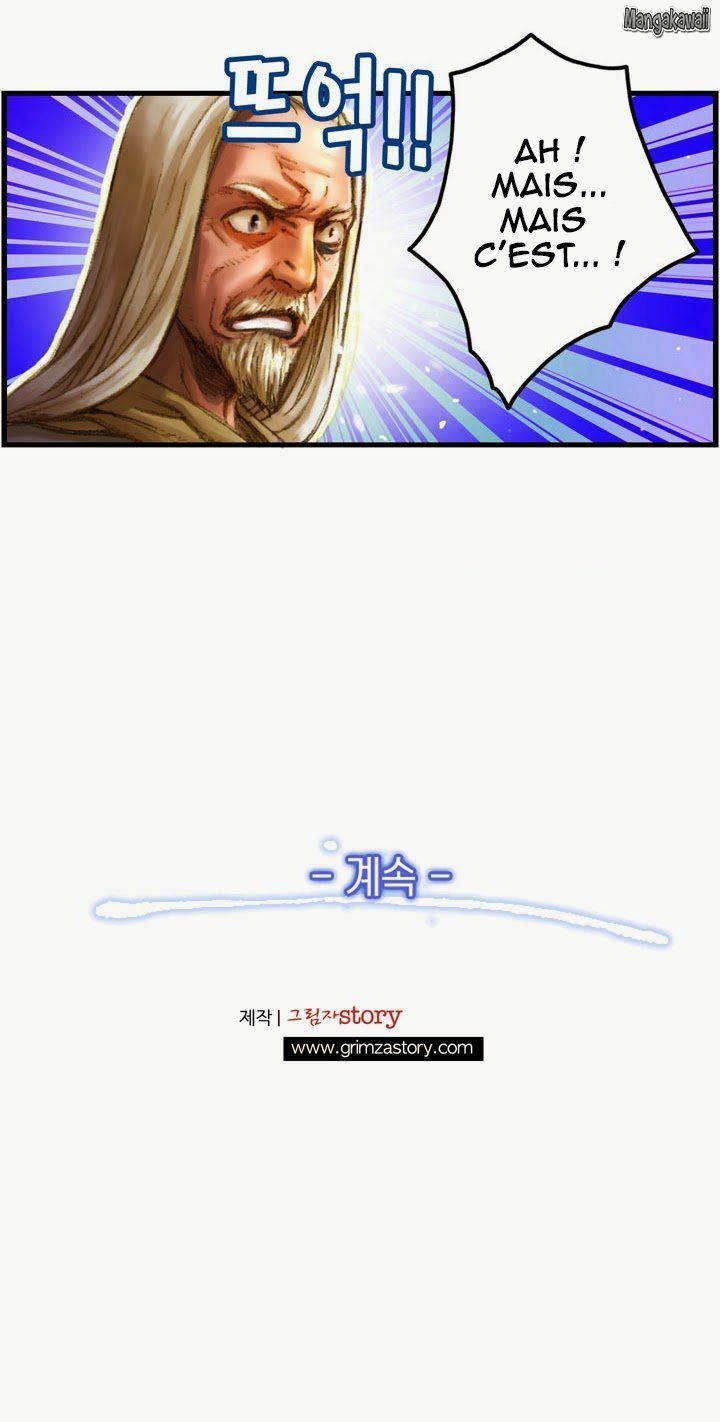 Mangakawaii
뜨억!!
AH !
MAIS...
MAIS
C'EST... !
- 계속 -
제작 | 그림자story
www.grimzastory.com